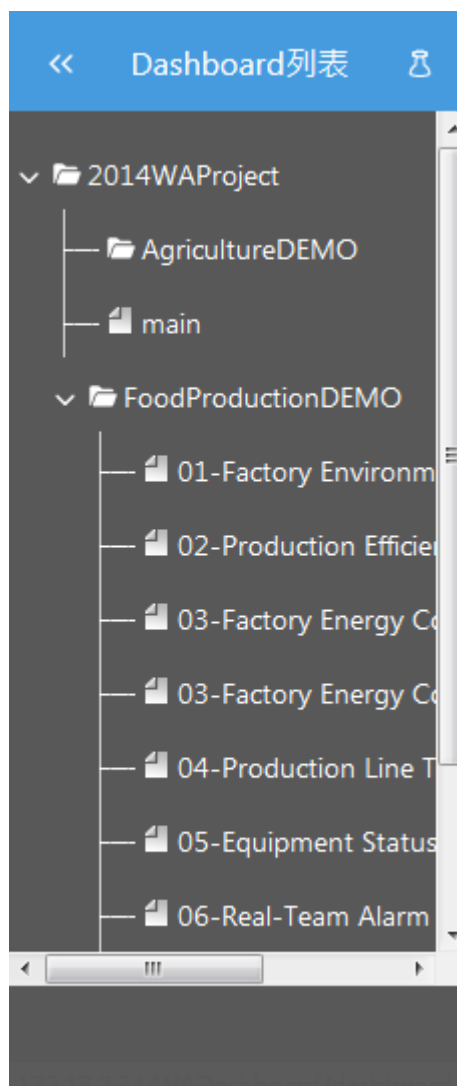 Dashboard列表
2014WAProject
AgricultureDEMO
main
FoodProductionDEMO
01-Factory Environm
02-Production Efficie
03-Factory Energy Co
03-Factory Energy Co
04-Production Line T
05-Equipment Status
06-Real-Team Alarm